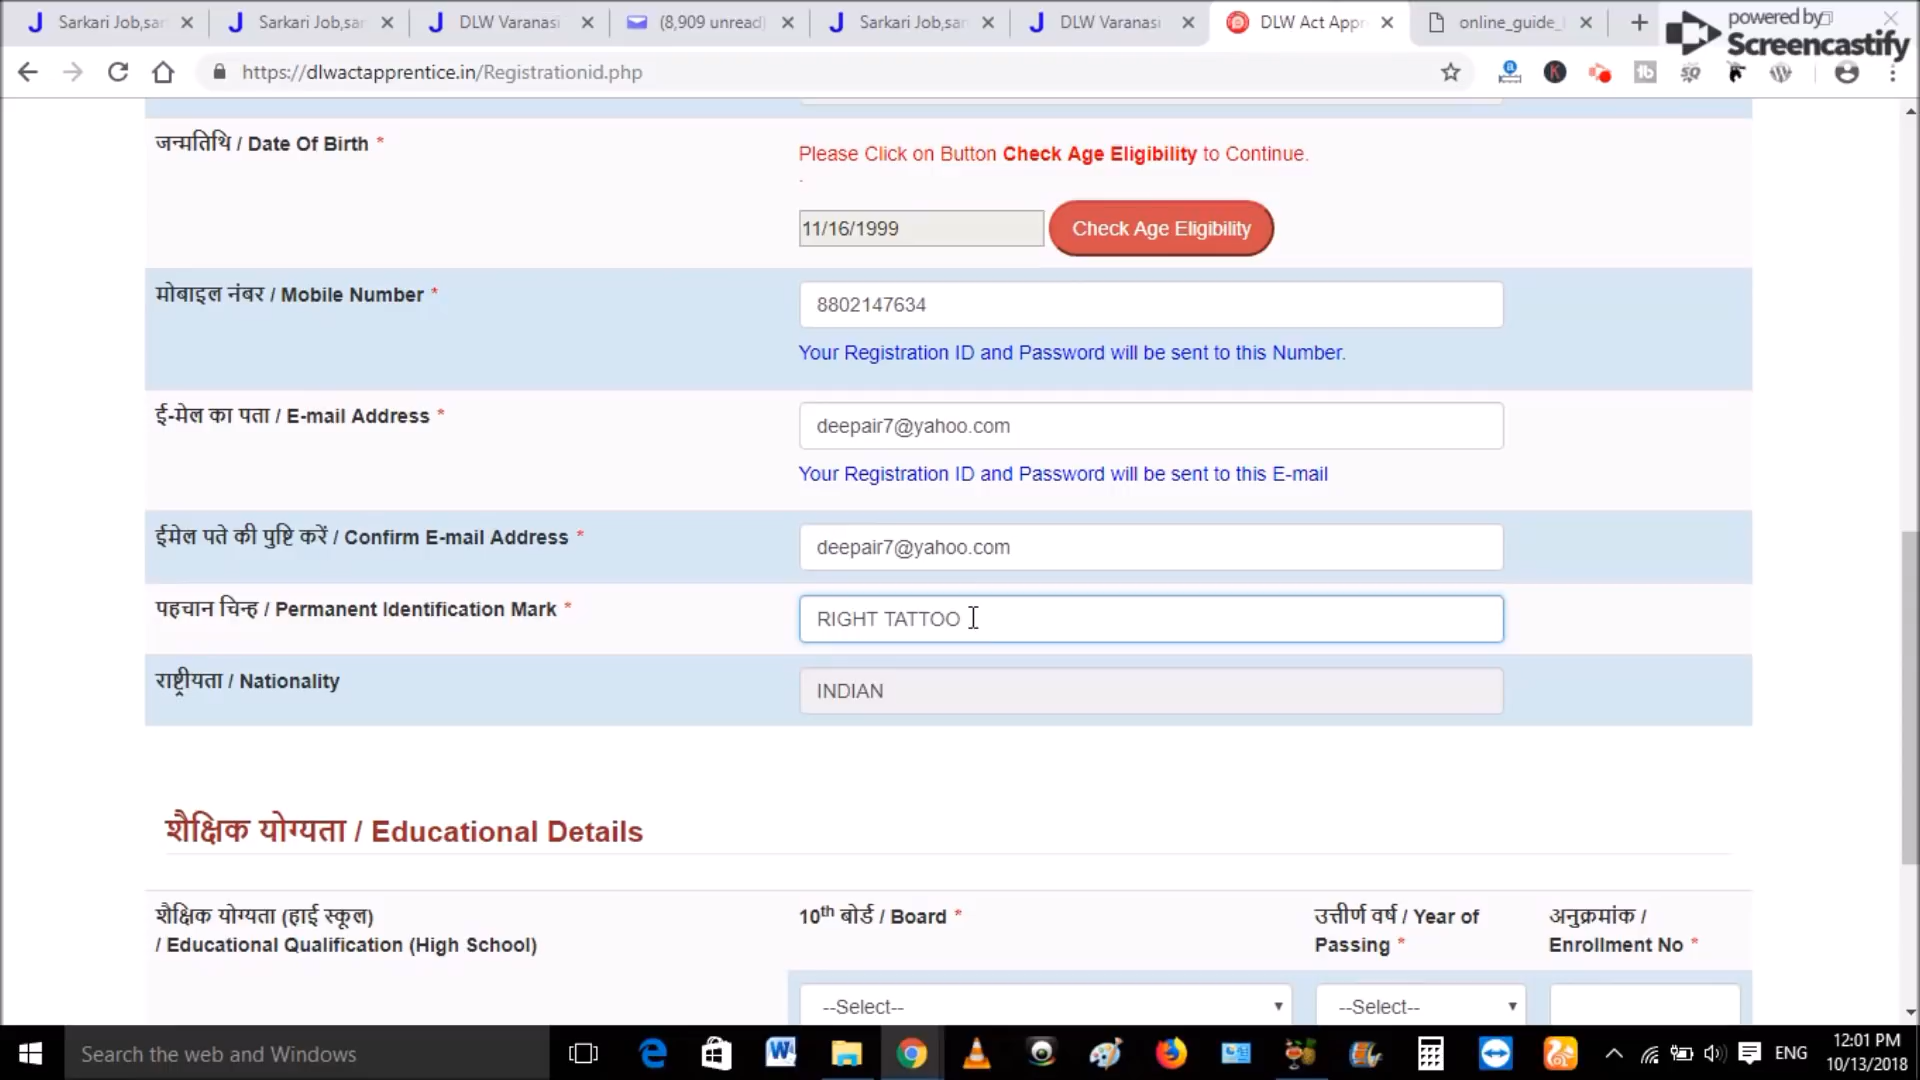 Sarkari Job,sar
Sarkari Job,sar
DLW Varanasi
(8,909 unread)
Sarkari Job,sar
DLW Varanasi
DLW Act Appr
online_guide_
powered by
Screencastify
https://dlwactapprentice.in/Registrationid.php
जन्मतिथि / Date Of Birth *
Please Click on Button Check Age Eligibility to Continue.
11/16/1999
Check Age Eligibility
मोबाइल नंबर / Mobile Number *
8802147634
Your Registration ID and Password will be sent to this Number.
ई-मेल का पता / E-mail Address *
deepair7@yahoo.com
Your Registration ID and Password will be sent to this E-mail
ईमेल पते की पुष्टि करें / Confirm E-mail Address *
deepair7@yahoo.com
पहचान चिन्ह / Permanent Identification Mark *
RIGHT TATTOO
राष्ट्रीयता / Nationality
INDIAN
शैक्षिक योग्यता / Educational Details
शैक्षिक योग्यता (हाई स्कूल)
/ Educational Qualification (High School)
10th बोर्ड / Board *
उत्तीर्ण वर्ष / Year of
Passing *
अनुक्रमांक /
Enrollment No *
--Select--
--Select--
Search the web and Windows
ENG
12:01 PM
10/13/2018